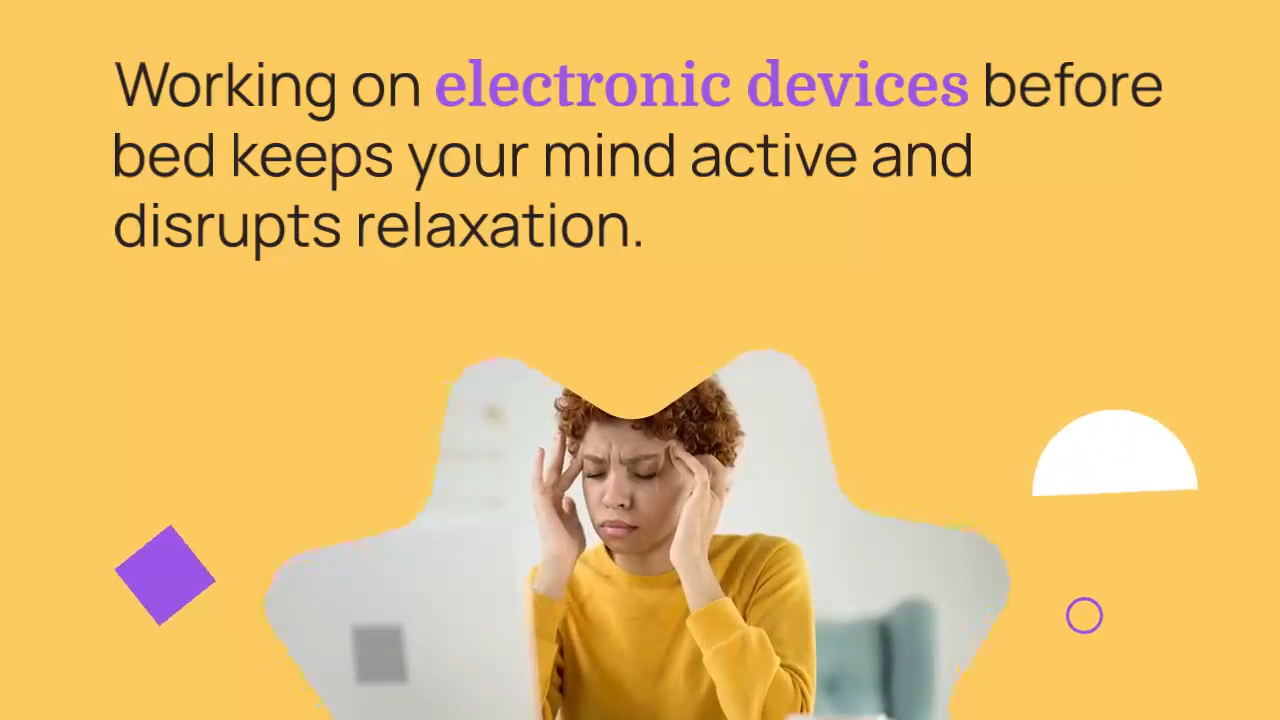 Working on electronic devices before
bed keeps your mind active and
disrupts relaxation.